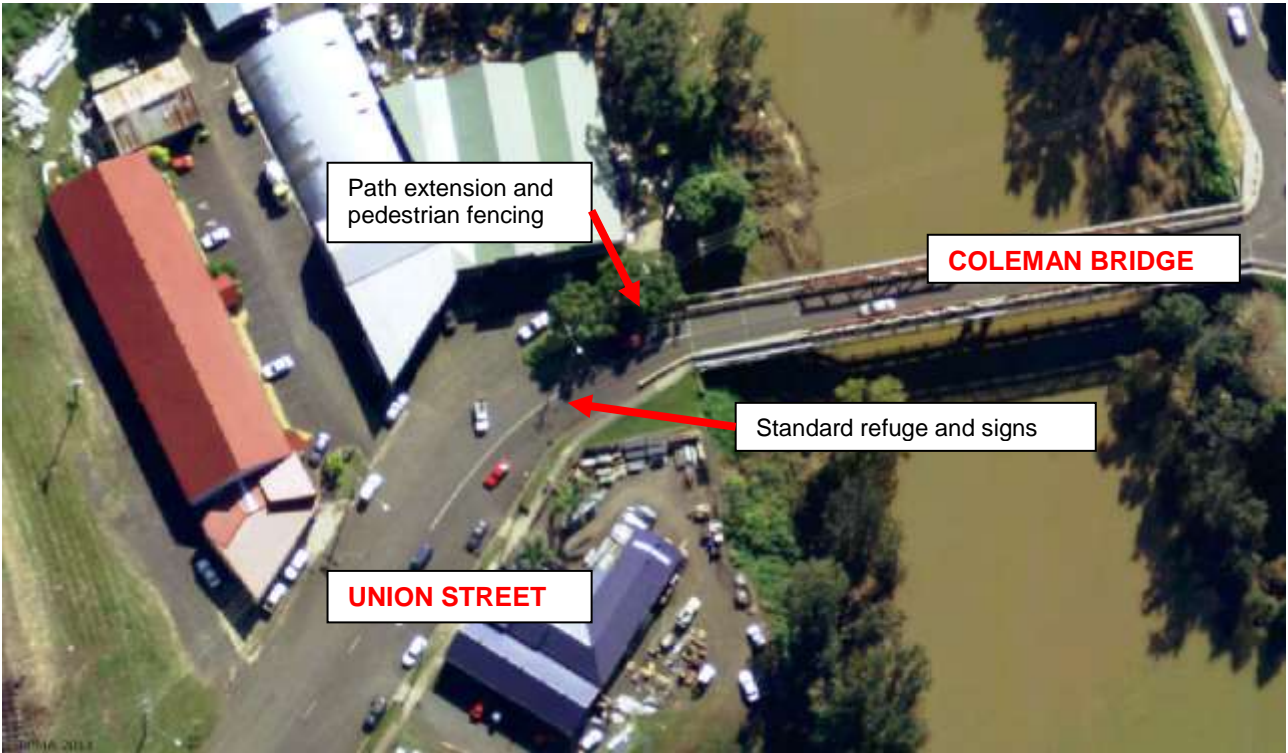 Path extension and
pedestrian fencing
COLEMAN BRIDGE
Standard refuge and signs
UNION STREET